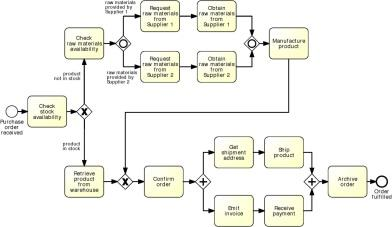 raw materials
provided by
Supplier 1
Request
raw materials
from
Supplier 1
Obtain
raw materials
from
Supplier 1
Check
raw materials
availability
Manufacture
product
Request
raw materials
from
Supplier 2
Obtain
raw materials
from
Supplier 2
raw materials
provided by
Supplier 2
product
not in stock
Check
stock
availability
Purchase
order
received
product
in stock
Get
shipment
address
Ship
product
Retrieve
product
from
warehouse
Confirm
order
Archive
order
Order
fulfilled
Emit
invoice
Receive
payment